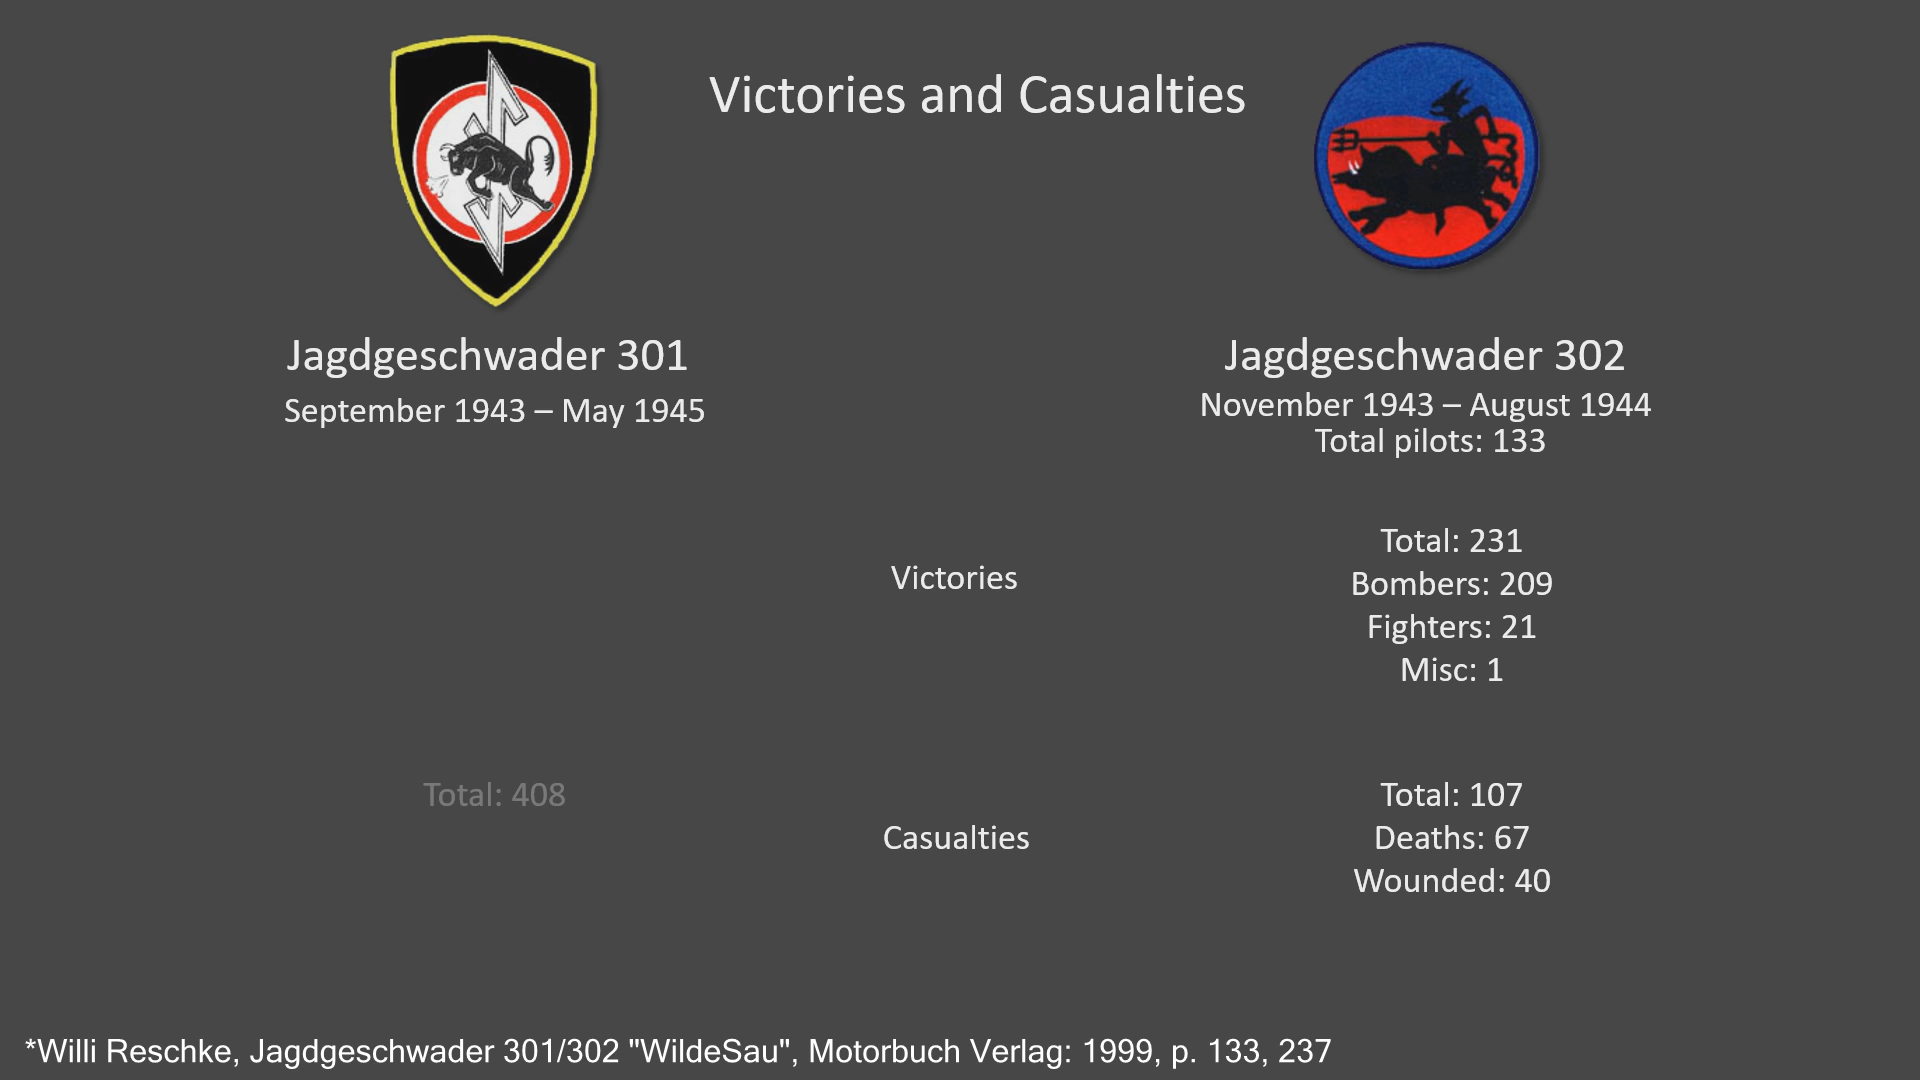 Victories and Casualties
Jagdgeschwader 301
September 1943 – May 1945
Jagdgeschwader 302
November 1943 – August 1944
Total pilots: 133
Victories
Total: 231
Bombers: 209
Fighters: 21
Misc: 1
Total: 408
Casualties
Total: 107
Deaths: 67
Wounded: 40
*Willi Reschke, Jagdgeschwader 301/302 "WildeSau", Motorbuch Verlag: 1999, p. 133, 237